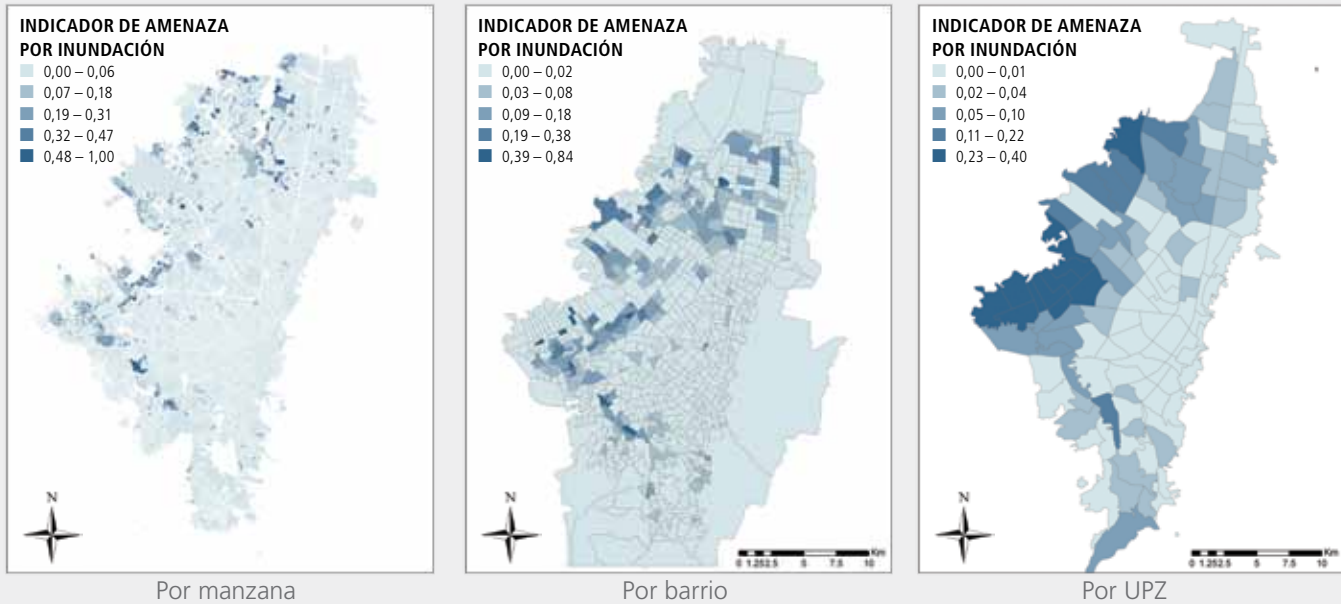 INDICADOR DE AMENAZA
POR INUNDACIÓN
0,00 – 0,06
0,07 – 0,18
0,19 – 0,31
0,32 – 0,47
0,48 – 1,00
N
Por manzana
INDICADOR DE AMENAZA
POR INUNDACIÓN
0,00 – 0,02
0,03 – 0,08
0,09 – 0,18
0,19 – 0,38
0,39 – 0,84
N
Km
0 1.252.5 5 7.5 10
Por barrio
INDICADOR DE AMENAZA
POR INUNDACIÓN
0,00 – 0,01
0,02 – 0,04
0,05 – 0,10
0,11 – 0,22
0,23 – 0,40
N
Km
0 1.252.5 5 7.5 10
Por UPZ